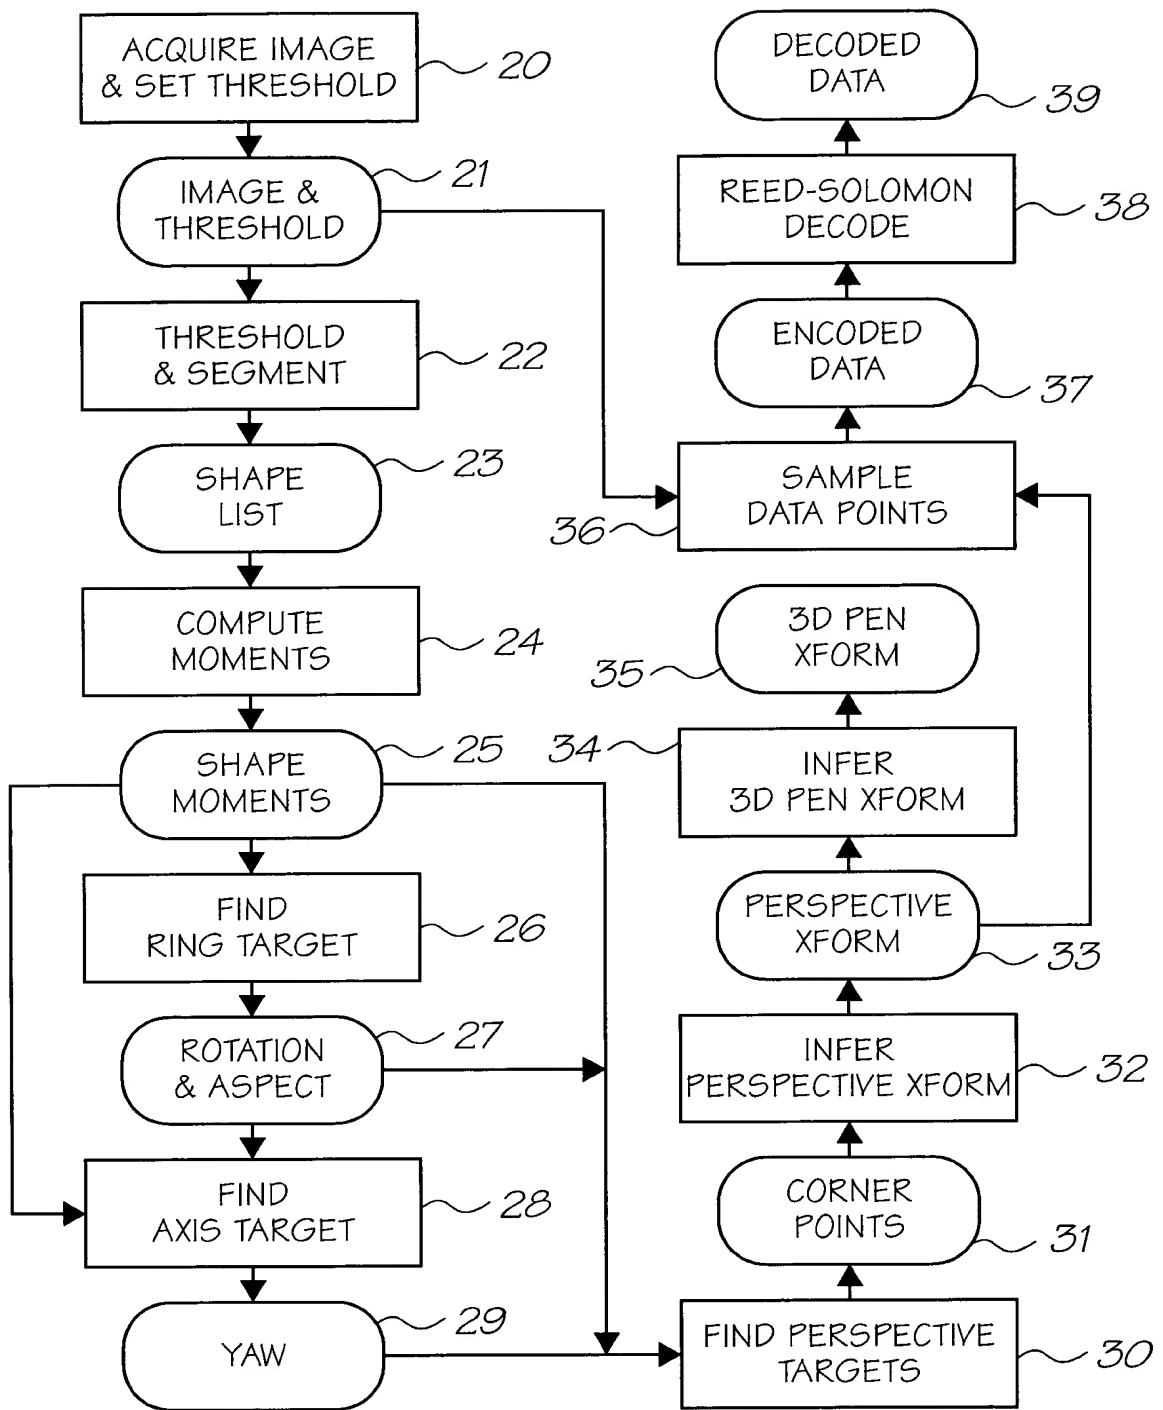 ACQUIRE IMAGE
& SET THRESHOLD
20
IMAGE &
THRESHOLD
21
THRESHOLD
& SEGMENT
22
SHAPE
LIST
23
COMPUTE
MOMENTS
24
SHAPE
MOMENTS
25
FIND
RING TARGET
26
ROTATION
& ASPECT
27
FIND
AXIS TARGET
28
YAW
29
DECODED
DATA
39
REED-SOLOMON
DECODE
38
ENCODED
DATA
37
SAMPLE
DATA POINTS
36
3D PEN
XFORM
35
INFER
3D PEN XFORM
34
PERSPECTIVE
XFORM
33
INFER
PERSPECTIVE XFORM
32
CORNER
POINTS
31
FIND PERSPECTIVE
TARGETS
30